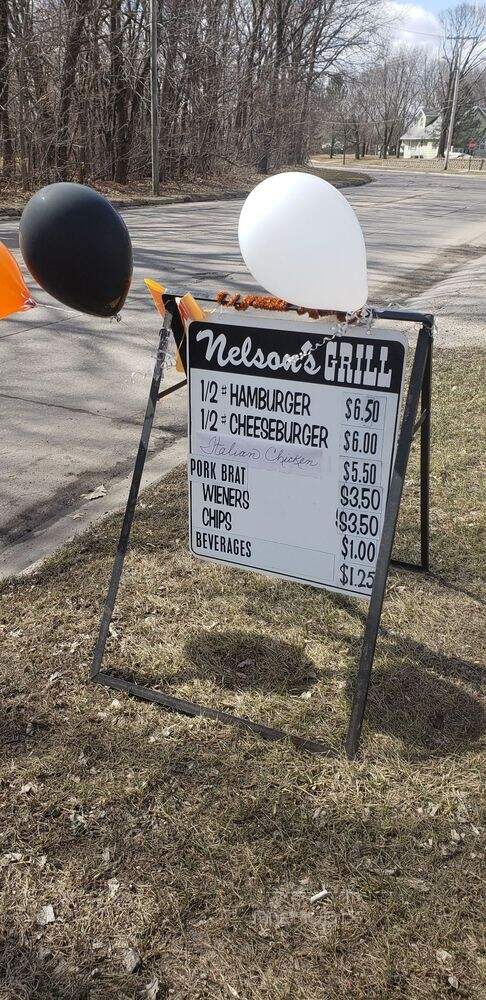 Nelson's GRILL
1/2 # HAMBURGER $6.50
1/2 # CHEESEBURGER $6.00
Italian Chicken $5.50
PORK BRAT $3.50
WIENERS $3.50
CHIPS $1.00
BEVERAGES $1.25